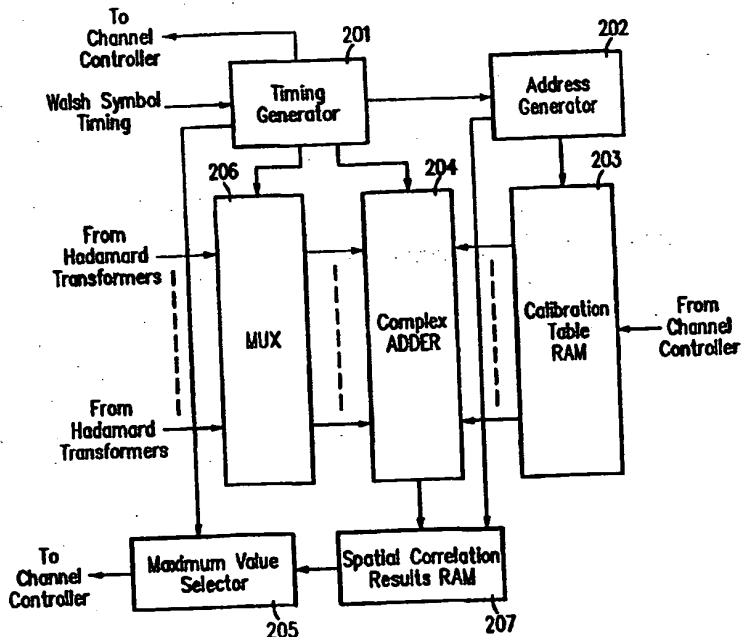 To
Channel
Controller
201
202
Walsh Symbol
Timing
Timing
Generator
Address
Generator
206
204
203
From
Hadamard
Transformers
MUX
Complex
ADDER
Calibration
Table
RAM
From
Channel
Controller
From
Hadamard
Transformers
To
Channel
Controller
Maximum Value
Selector
Spatial Correlation
Results RAM
205
207